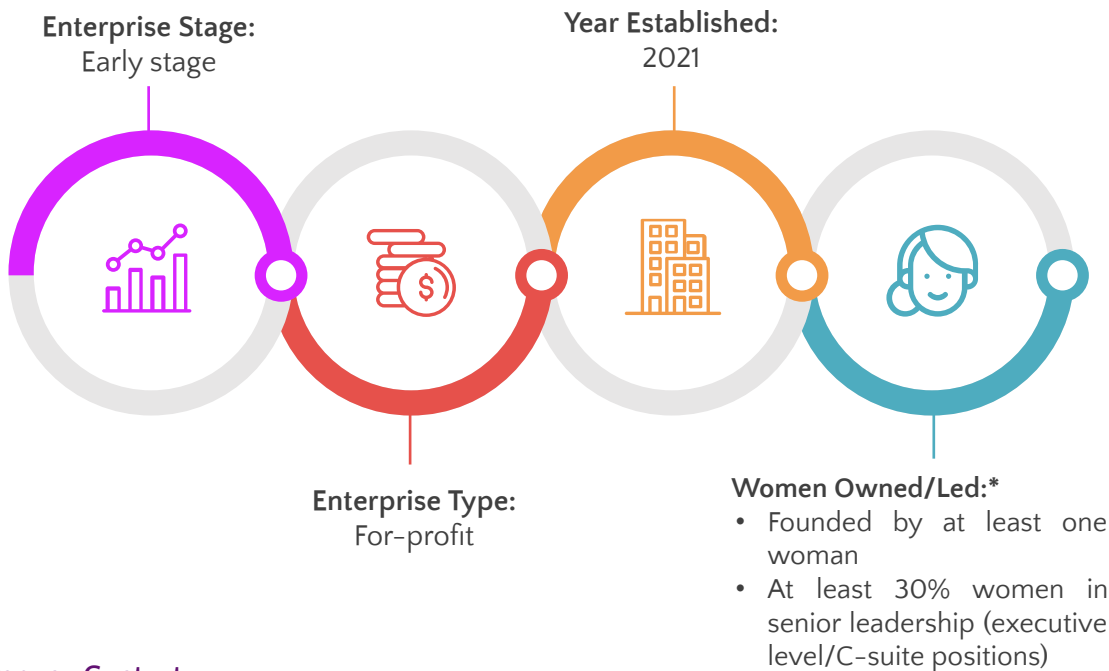 Enterprise Stage:
Early stage
Year Established:
2021
$
Enterprise Type:
For-profit
Women Owned/Led:*
• Founded by at least one
woman
• At least 30% women in
senior leadership (executive
level/C-suite positions)